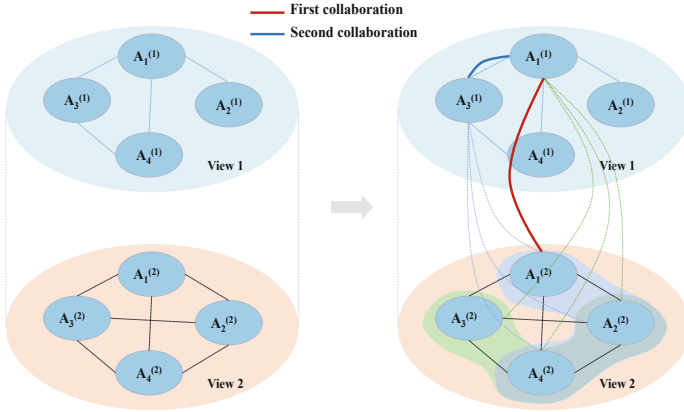 First collaboration
Second collaboration
A1(1)
A3(1)
A2(1)
A4(1)
View 1
A1(2)
A3(2)
A2(2)
A4(2)
View 2
A1(1)
A3(1)
A2(1)
A4(1)
View 1
A1(2)
A3(2)
A2(2)
A4(2)
View 2